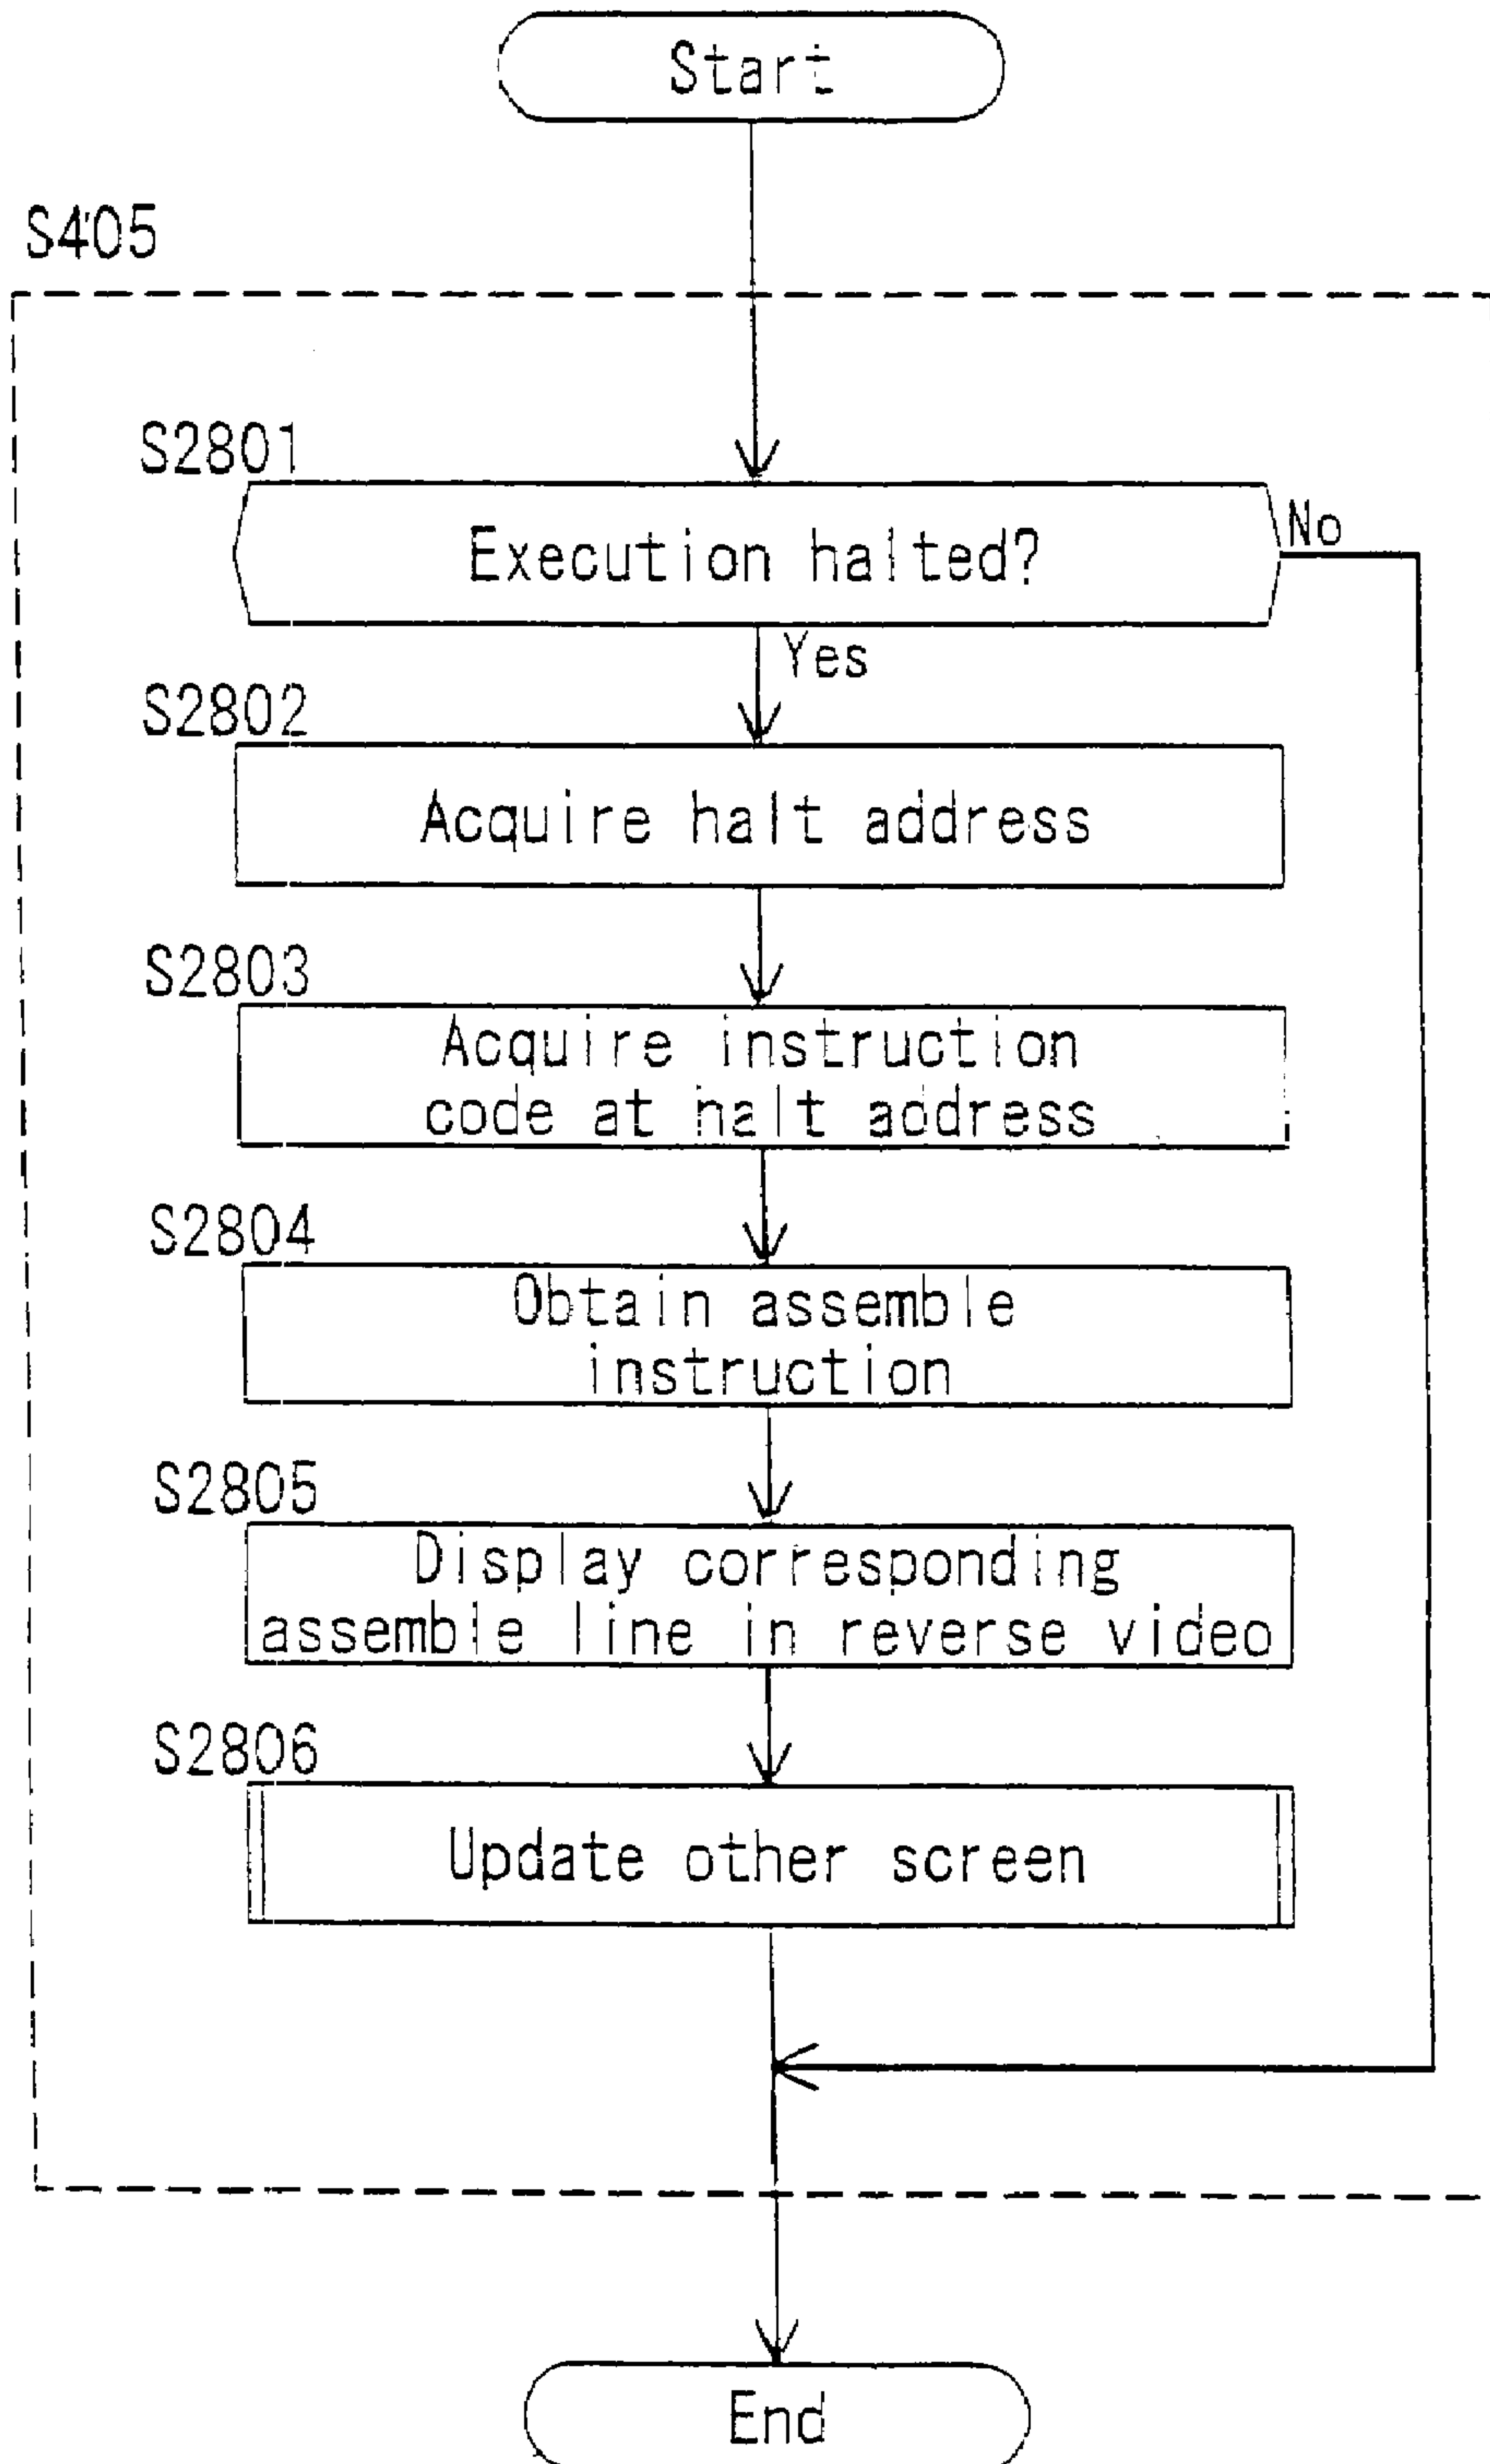 Start
S405
S2801
Execution halted?
No
Yes
S2802
Acquire halt address
S2803
Acquire instruction
code at halt address
S2804
Obtain assemble
instruction
S2805
Display corresponding
assemble line in reverse video
S2806
Update other screen
End